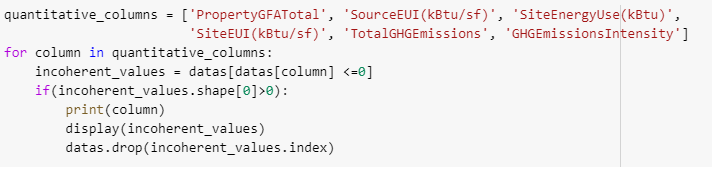 quantitative_columns = ['PropertyGFATotal', 'SourceEUI(kBtu/sf)', 'SiteEnergyUse(kBtu)',
                        'SiteEUI(kBtu/sf)', 'TotalGHGEmissions', 'GHGEmissionsIntensity']
for column in quantitative_columns:
    incoherent_values = datas[datas[column] <=0]
    if(incoherent_values.shape[0]>0):
        print(column)
        display(incoherent_values)
        datas.drop(incoherent_values.index)